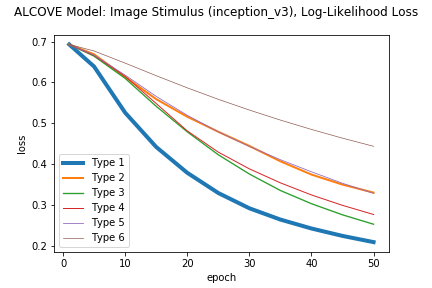 ALCOVE Model: Image Stimulus (inception_v3), Log-Likelihood Loss
0.7
0.6
0.5
0.4
0.3
0.2
loss
Type 1
Type 2
Type 3
Type 4
Type 5
Type 6
0 10 20 30 40 50
epoch